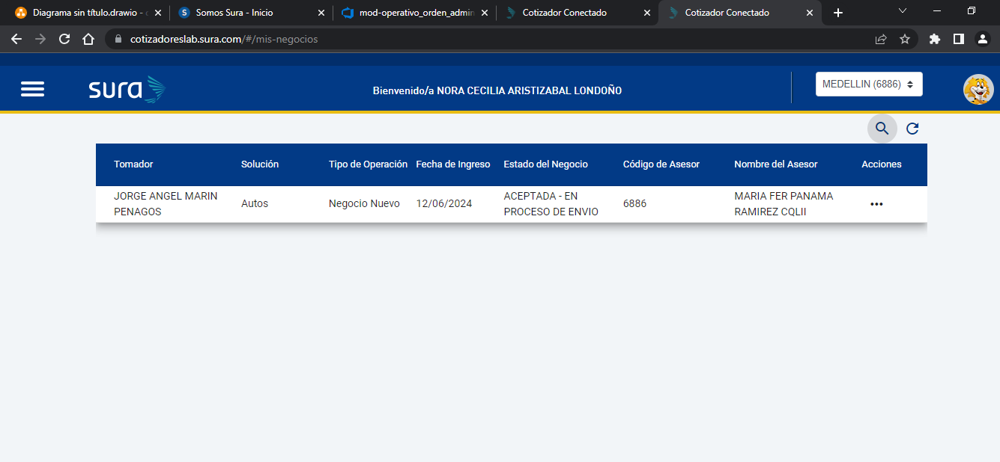 Diagrama sin título.drawio -
Somos Sura - Inicio
mod-operativo_orden_admin
Cotizador Conectado
Cotizador Conectado
cotizadoreslab.sura.com/#/mis-negocios
sura
Bienvenido/a NORA CECILIA ARISTIZABAL LONDOÑO
MEDELLIN (6886)
Tomador Solución Tipo de Operación Fecha de Ingreso Estado del Negocio Código de Asesor Nombre del Asesor Acciones
JORGE ANGEL MARIN PENAGOS
Autos
Negocio Nuevo
12/06/2024
ACEPTADA - EN
PROCESO DE ENVIO
6886
MARIA FER PANAMA
RAMIREZ CQLII